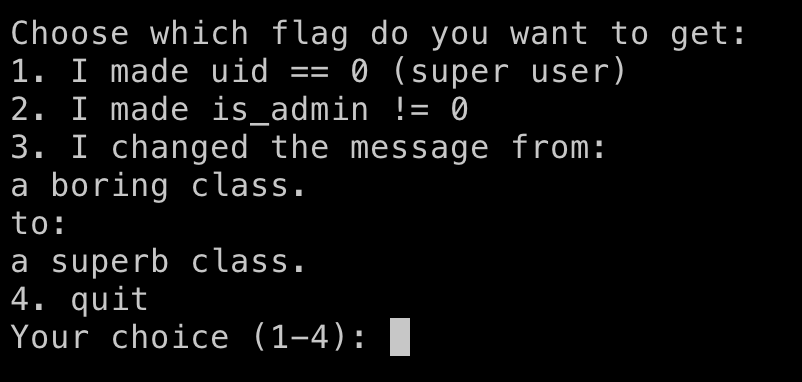 Choose which flag do you want to get:
1. I made uid == 0 (super user)
2. I made is_admin != 0
3. I changed the message from:
a boring class.
to:
a superb class.
4. quit
Your choice (1-4):